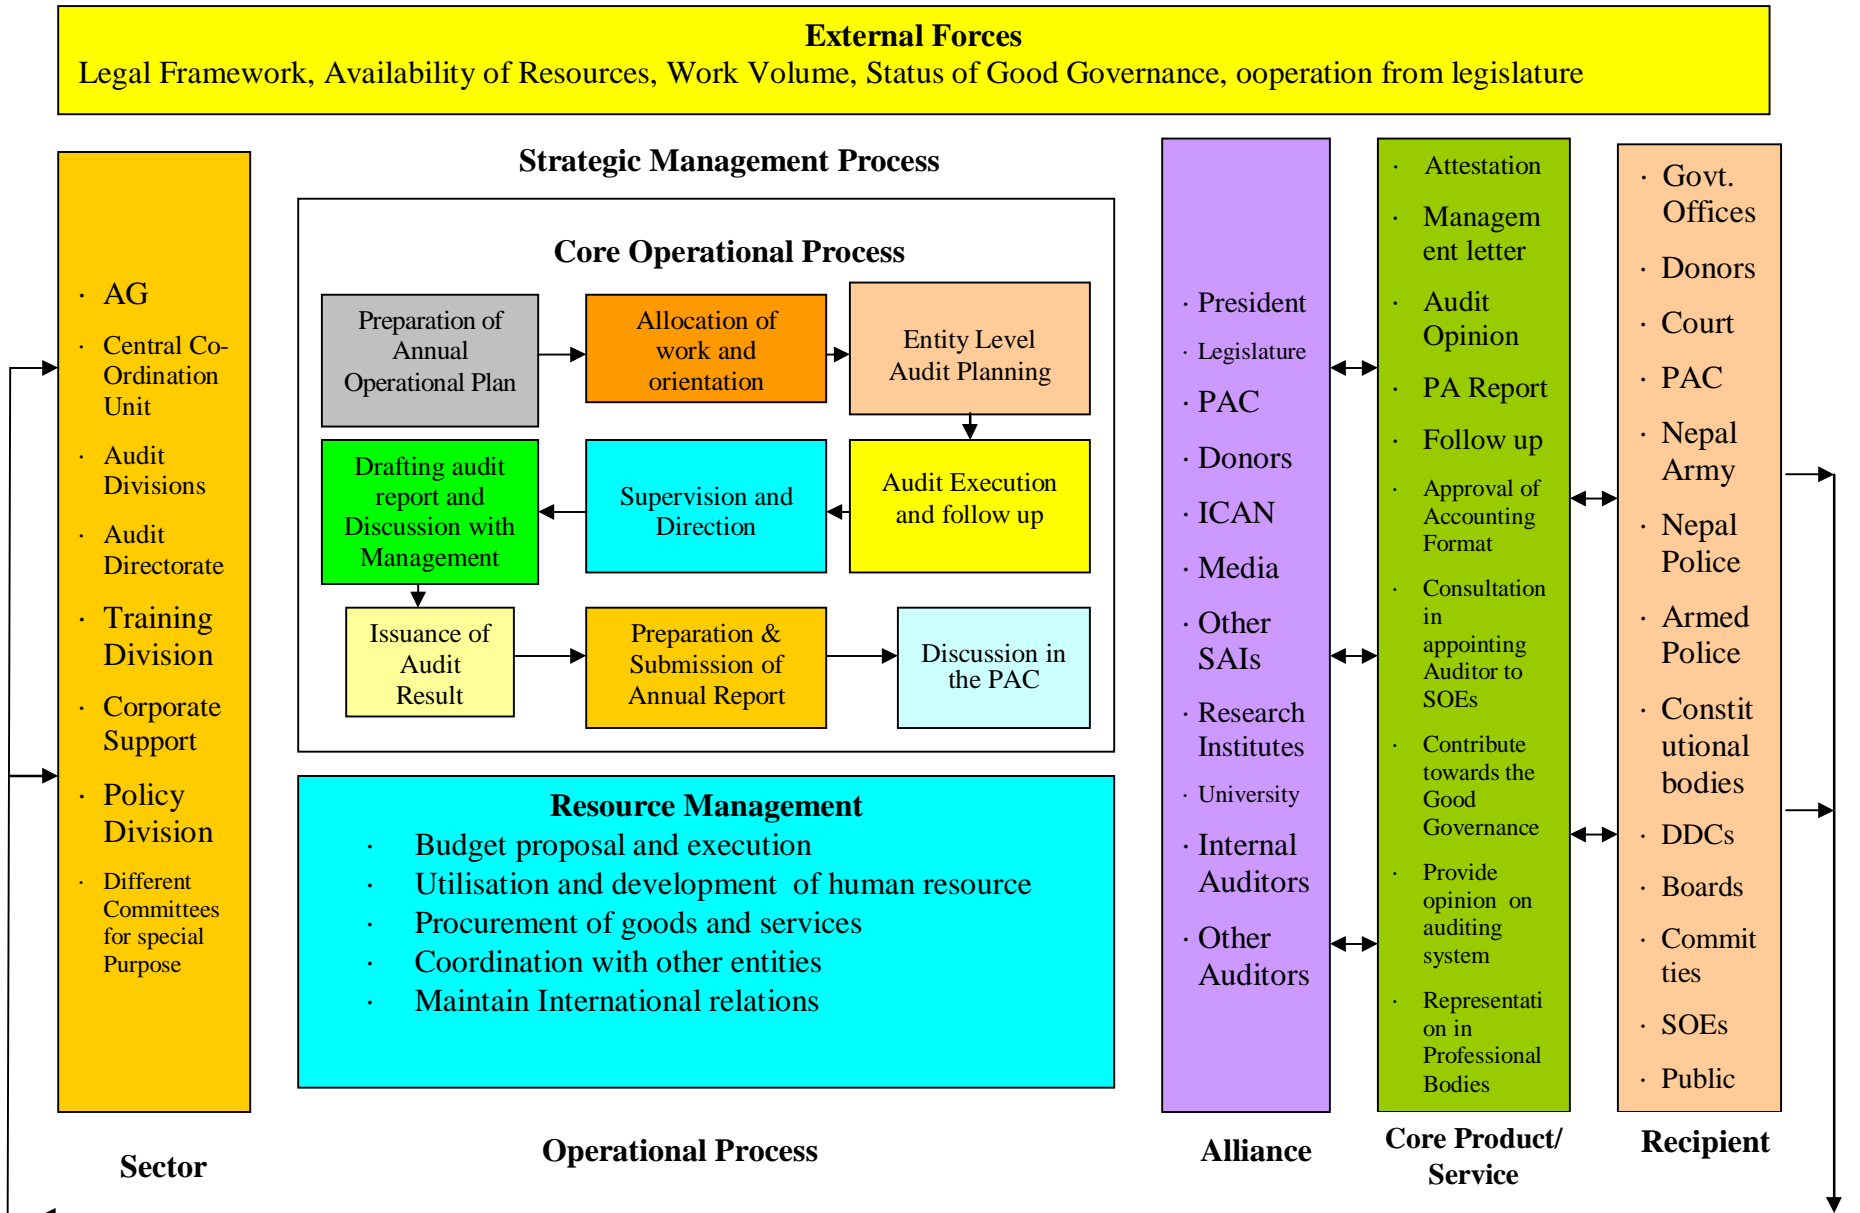 External Forces
Legal Framework, Availability of Resources, Work Volume, Status of Good Governance, ooperation from legislature
· AG
· Central Co-
Ordination
Unit
· Audit
Divisions
· Audit
Directorate
· Training
Division
· Corporate
Support
· Policy
Division
· Different
Committees
for special
Purpose
Sector
Strategic Management Process
Core Operational Process
Preparation of
Annual
Operational Plan
Allocation of
work and
orientation
Entity Level
Audit Planning
Drafting audit
report and
Discussion with
Management
Supervision and
Direction
Audit Execution
and follow up
Issuance of
Audit
Result
Preparation &
Submission of
Annual Report
Discussion in
the PAC
Resource Management
· Budget proposal and execution
· Utilisation and development of human resource
· Procurement of goods and services
· Coordination with other entities
· Maintain International relations
Operational Process
· President
· Legislature
· PAC
· Donors
· ICAN
· Media
· Other
SAIs
· Research
Institutes
· University
· Internal
Auditors
· Other
Auditors
Alliance
· Attestation
· Managem
ent letter
· Audit
Opinion
· PA Report
· Follow up
· Approval of
Accounting
Format
· Consultation
in
appointing
Auditor to
SOEs
· Contribute
towards the
Good
Governance
· Provide
opinion on
auditing
system
· Representati
on in
Professional
Bodies
Core Product/
Service
· Govt.
Offices
· Donors
· Court
· PAC
· Nepal
Army
· Nepal
Police
· Armed
Police
· Constit
utional
bodies
· DDCs
· Boards
· Commit
ties
· SOEs
· Public
Recipient